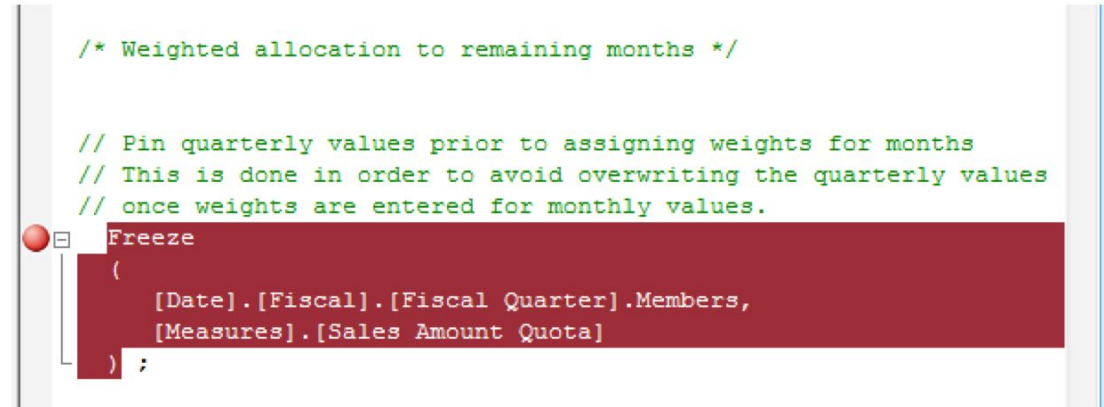 /* Weighted allocation to remaining months */
// Pin quarterly values prior to assigning weights for months
// This is done in order to avoid overwriting the quarterly values
// once weights are entered for monthly values.
Freeze
(
[Date].[Fiscal].[Fiscal Quarter].Members,
[Measures].[Sales Amount Quota]
) ;